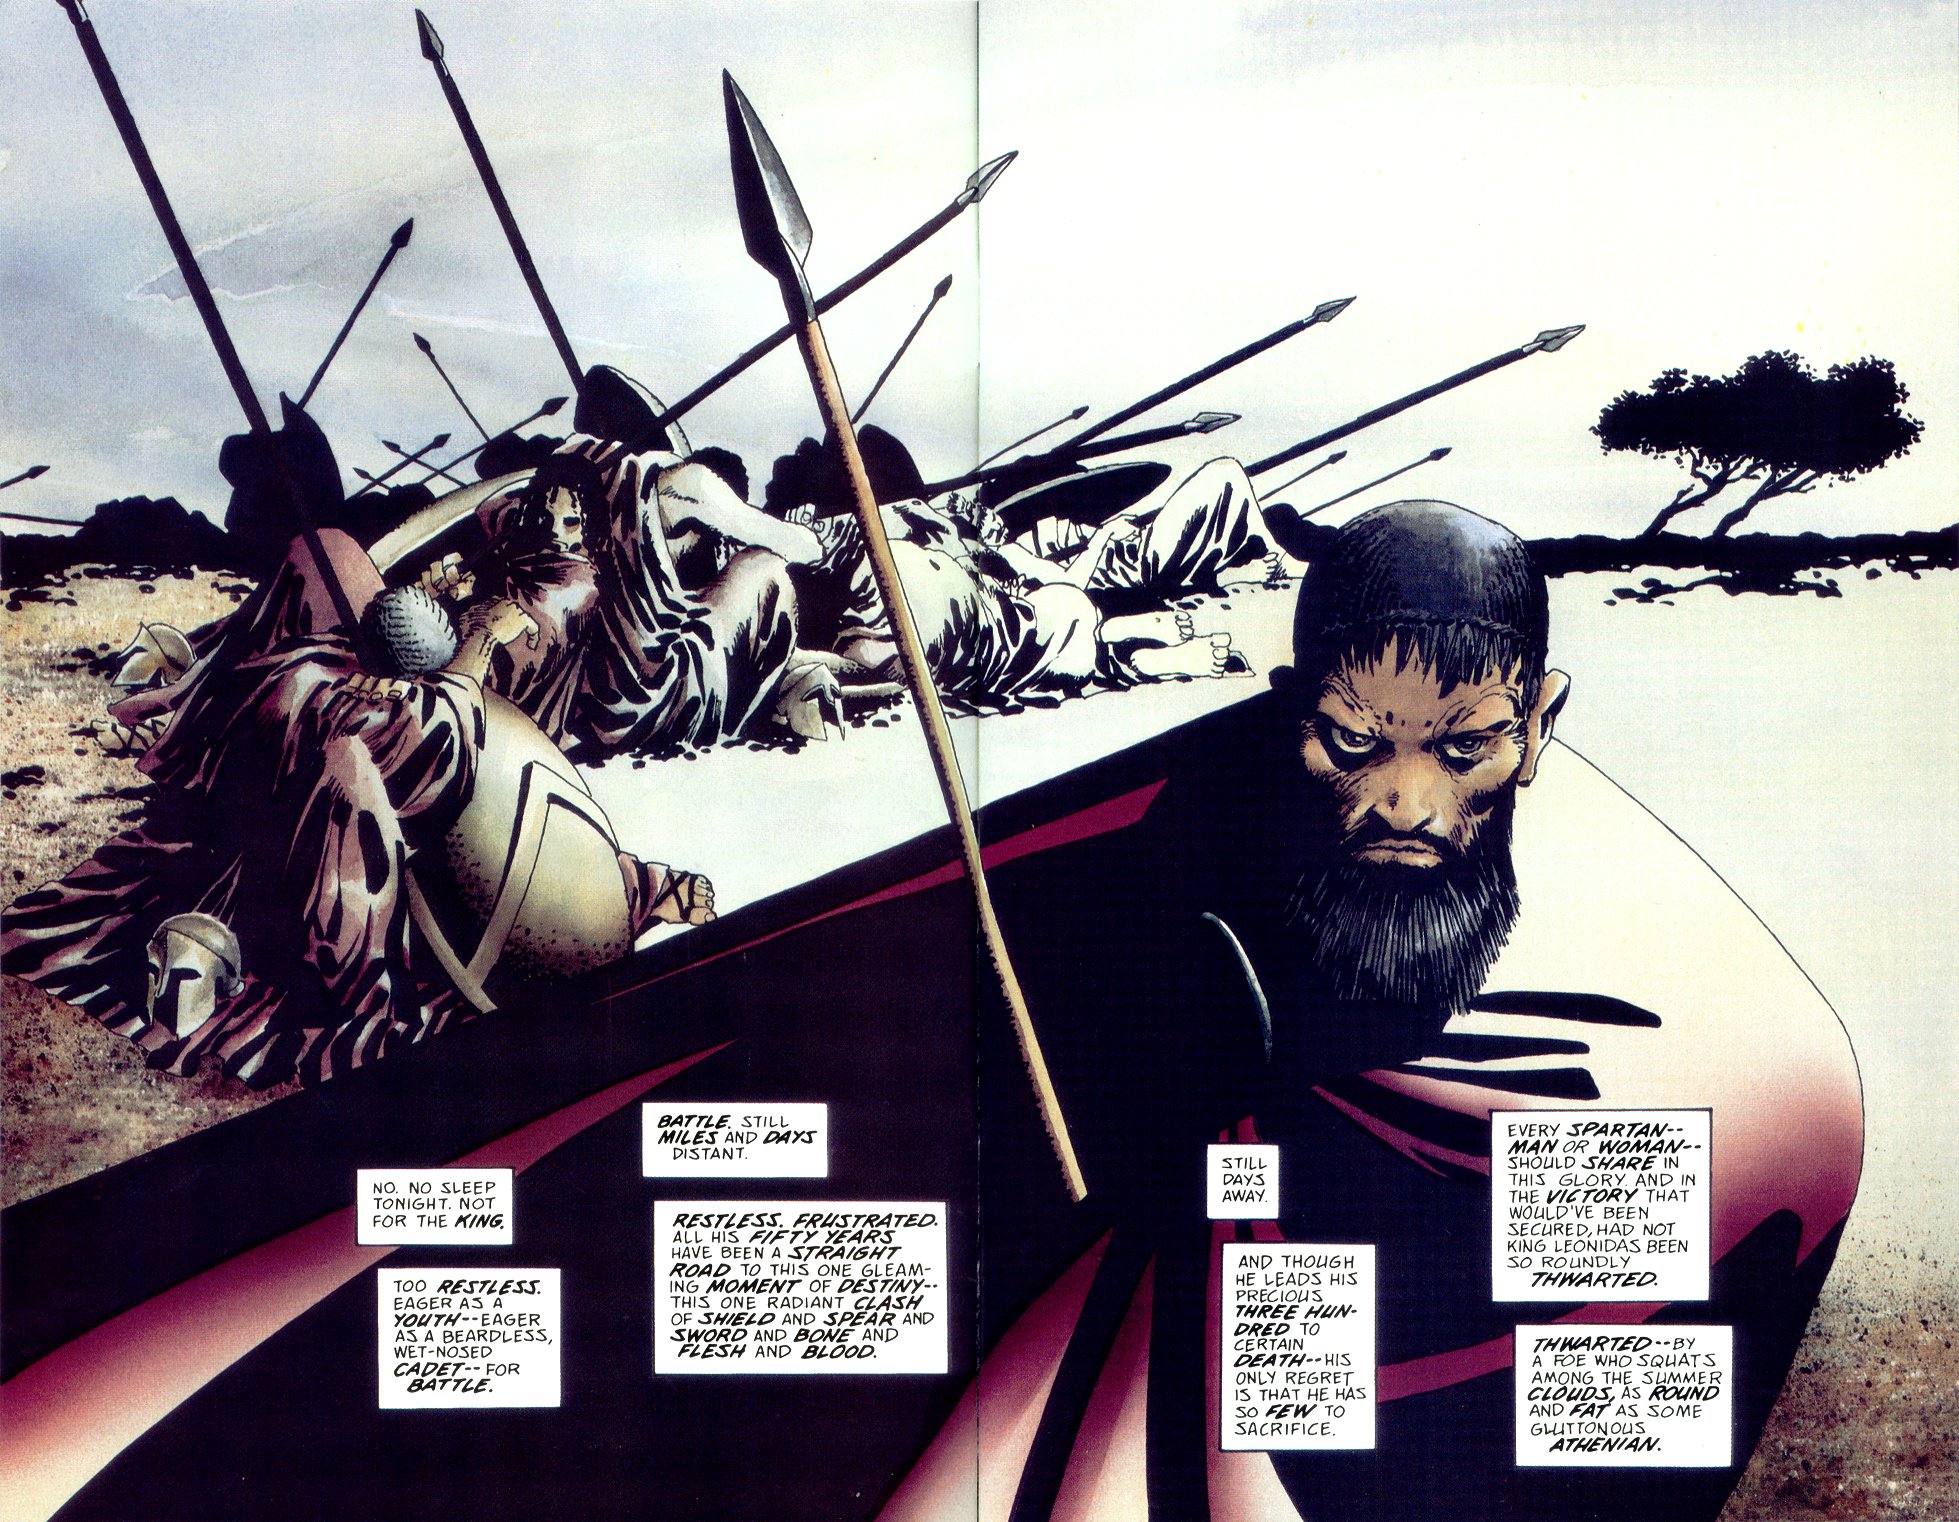 NO. NO SLEEP
TONIGHT. NOT
FOR THE KING.
TOO RESTLESS.
EAGER AS A
YOUTH--EAGER
AS A BEARDLESS,
WET-NOSED
CADET--FOR
BATTLE.
BATTLE. STILL
MILES AND DAYS
DISTANT.
RESTLESS. FRUSTRATED.
ALL HIS FIFTY YEARS
HAVE BEEN A STRAIGHT
ROAD TO THIS ONE GLEAM-
ING MOMENT OF DESTINY--
THIS ONE RADIANT CLASH
OF SHIELD AND SPEAR AND
SWORD AND BONE AND
FLESH AND BLOOD.
STILL
DAYS
AWAY.
AND THOUGH
HE LEADS HIS
PRECIOUS
THREE HUN-
DRED TO
CERTAIN
DEATH--HIS
ONLY REGRET
IS THAT HE HAS
SO FEW TO
SACRIFICE.
EVERY SPARTAN--
MAN OR WOMAN--
SHOULD SHARE IN
THIS GLORY. AND IN
THE VICTORY THAT
WOULD'VE BEEN
SECURED, HAD NOT
KING LEONIDAS BEEN
SO ROUNDLY
THWARTED.
THWARTED--BY
A FOE WHO SQUATS
AMONG THE SUMMER
CLOUDS, AS ROUND
AND FAT AS SOME
GLUTTONOUS
ATHENIAN.